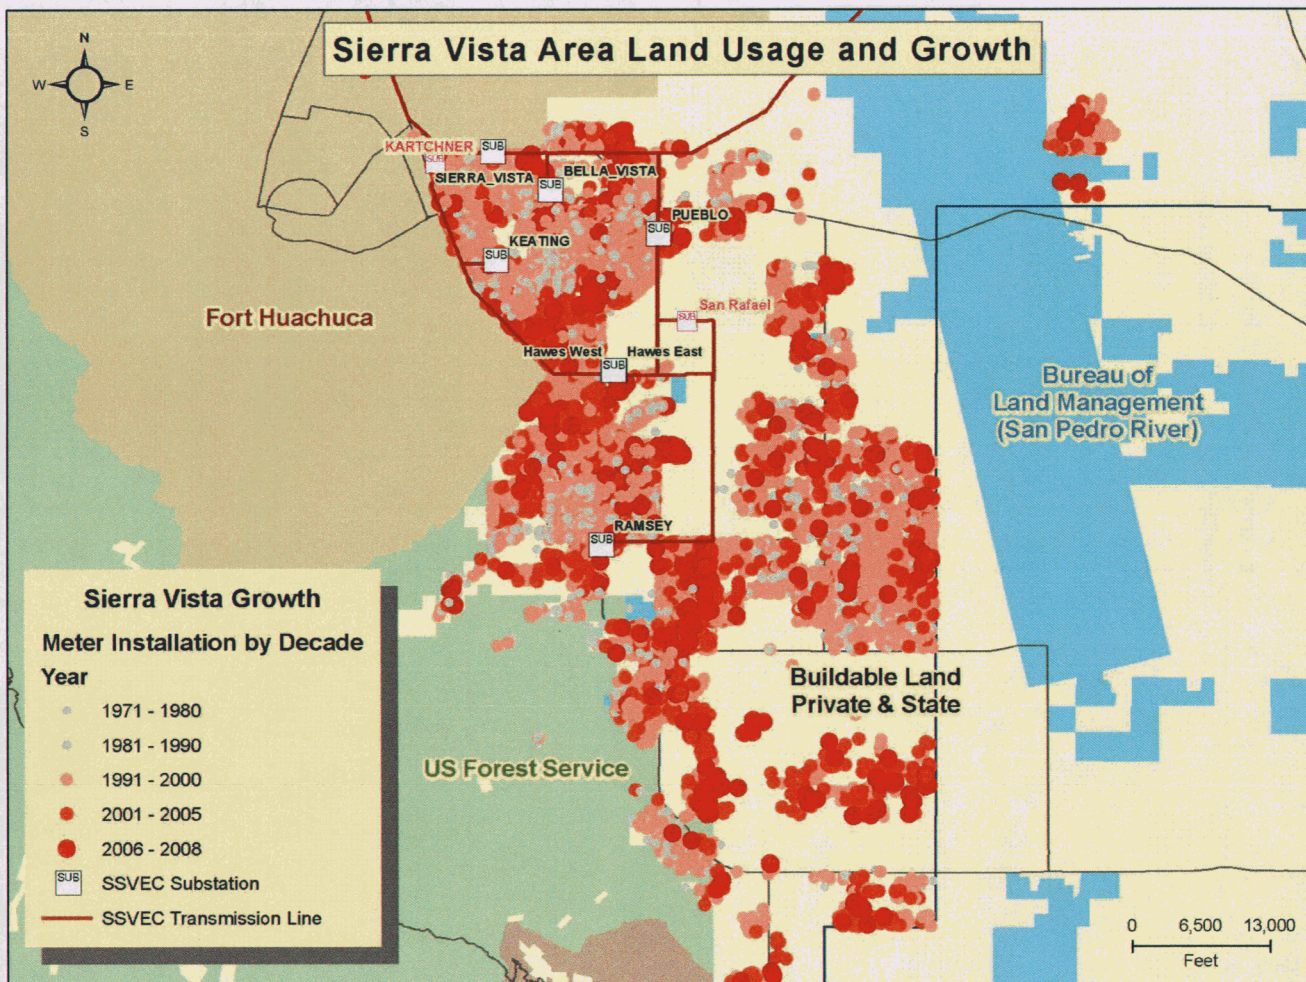 Sierra Vista Area Land Usage and Growth
N
W
E
S
KARTCHNER
SUB
SUB
SIERRA_VISTA
BELLA_VISTA
SUB
PUEBLO
SUB
KEATING
SUB
San Rafael
SUB
Fort Huachuca
Hawes West
Hawes East
SUB
Bureau of
Land Management
(San Pedro River)
RAMSEY
SUB
Buildable Land
Private & State
US Forest Service
Sierra Vista Growth
Meter Installation by Decade
Year
1971 - 1980
1981 - 1990
1991 - 2000
2001 - 2005
2006 - 2008
SUB
SSVEC Substation
SSVEC Transmission Line
0 6,500 13,000
Feet